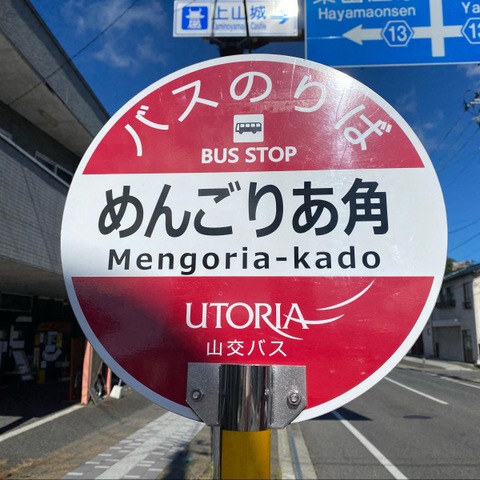 上山城
Hayamaonsen
13
13
バスのりば
BUS STOP
めんごりあ角
Mengoria-kado
UTORIA
山交バス